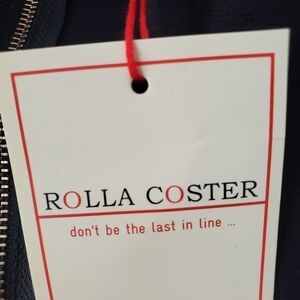 ROLLA COSTER
don't be the last in line ...